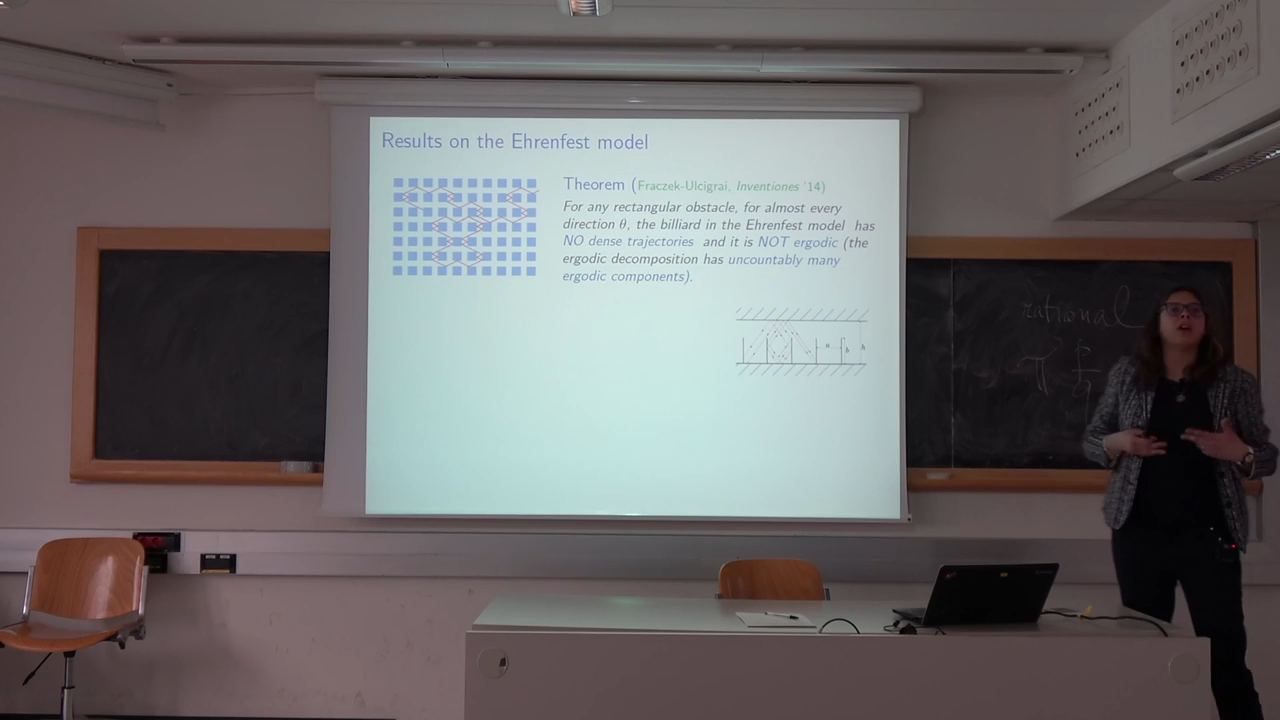 Results on the Ehrenfest model
Theorem (Fraczek-Ulcigrai, Inventiones '14)
For any rectangular obstacle, for almost every
direction θ, the billiard in the Ehrenfest model has
NO dense trajectories and it is NOT ergodic (the
ergodic decomposition has uncountably many
ergodic components).
a
b
h
rational
π p
q